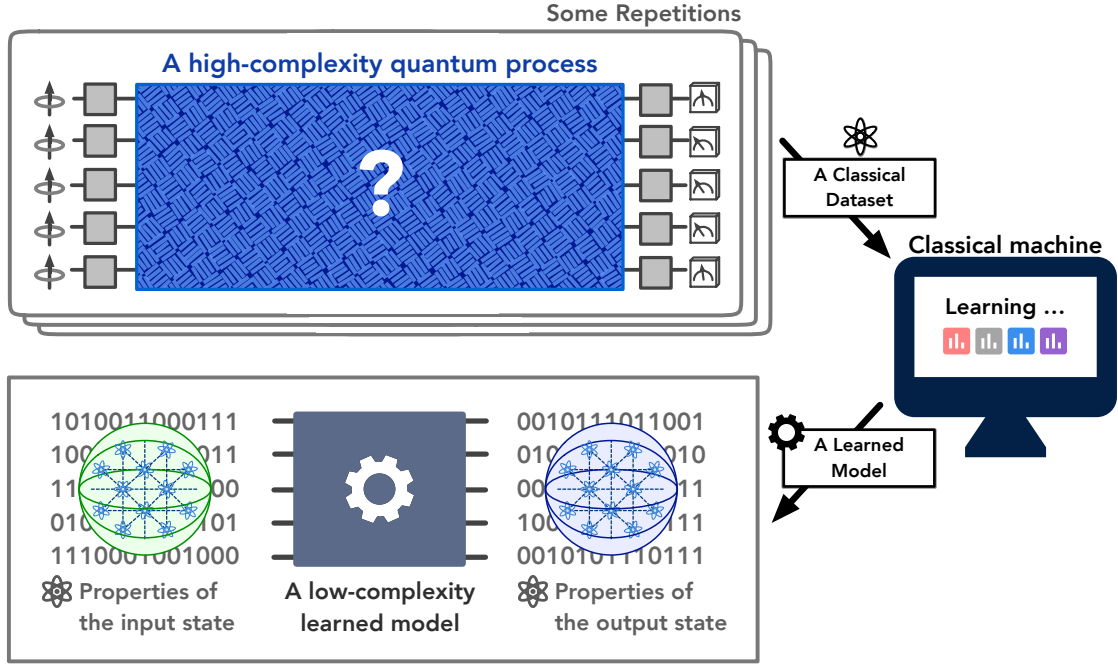 Some Repetitions
A high-complexity quantum process
?
A Classical
Dataset
Classical machine
Learning ...
A Learned
Model
1010011000111
0010111011001
100
011
010
010
11
00
00
11
010
101
100
111
1110001001000
0010101110111
Properties of
the input state
A low-complexity
learned model
Properties of
the output state